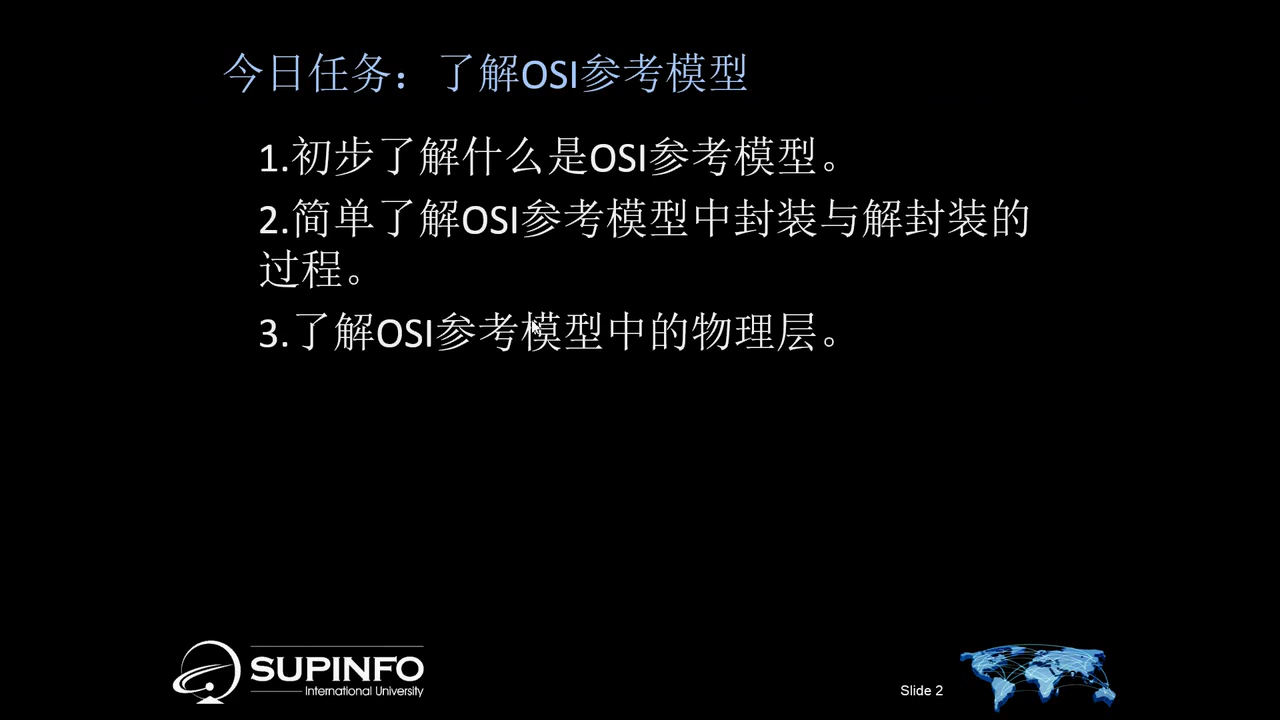 今日任务：了解OSI参考模型
1.初步了解什么是OSI参考模型。
2.简单了解OSI参考模型中封装与解封装的
过程。
3.了解OSI参考模型中的物理层。
SUPINFO
International University
Slide 2